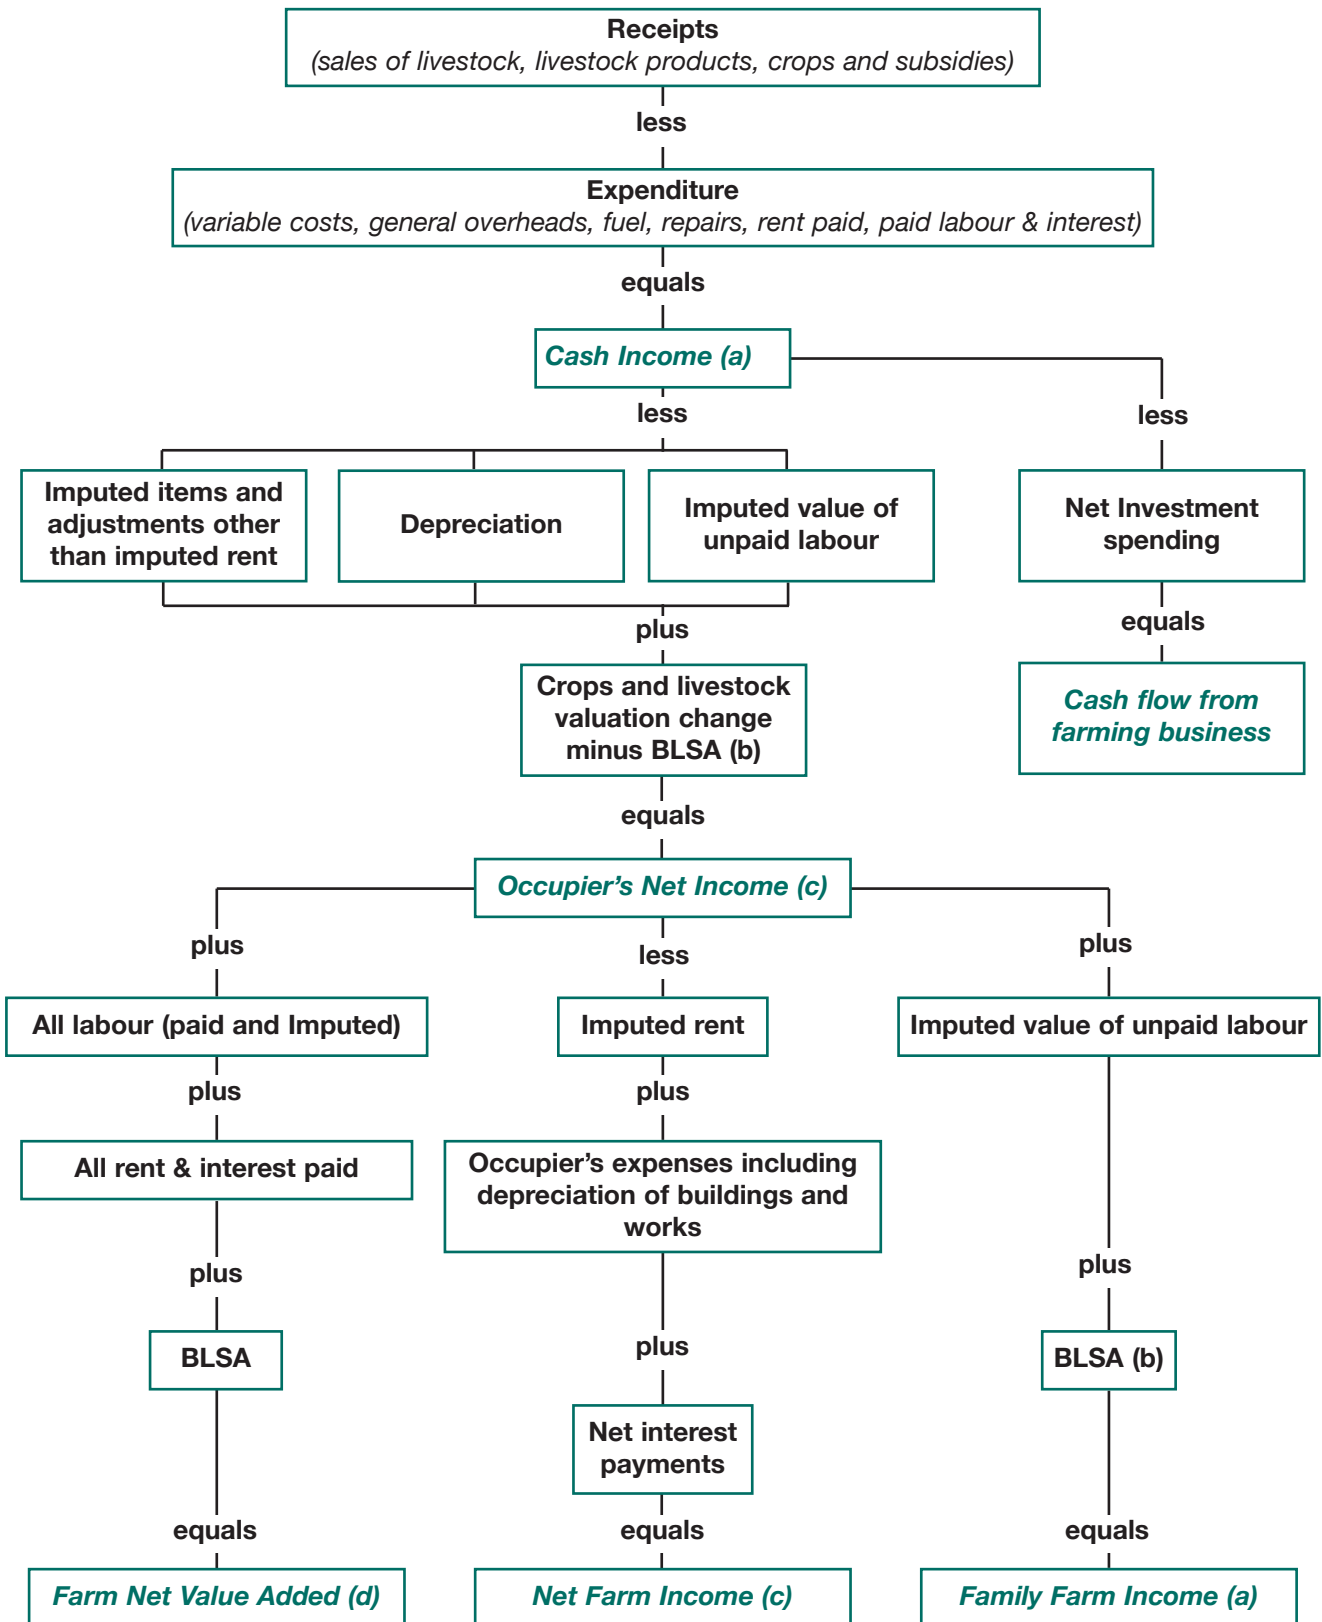 Receipts
(sales of livestock, livestock products, crops and subsidies)
less
Expenditure
(variable costs, general overheads, fuel, repairs, rent paid, paid labour & interest)
equals
Cash Income (a)
less
less
Imputed items and
adjustments other
than imputed rent
Depreciation
Imputed value of
unpaid labour
Net Investment
spending
plus
equals
Crops and livestock
valuation change
minus BLSA (b)
Cash flow from
farming business
equals
Occupier’s Net Income (c)
plus
less
plus
All labour (paid and Imputed)
Imputed rent
Imputed value of unpaid labour
plus
plus
All rent & interest paid
Occupier’s expenses including
depreciation of buildings and
works
plus
plus
plus
BLSA
BLSA (b)
Net interest
payments
equals
equals
equals
Farm Net Value Added (d)
Net Farm Income (c)
Family Farm Income (a)